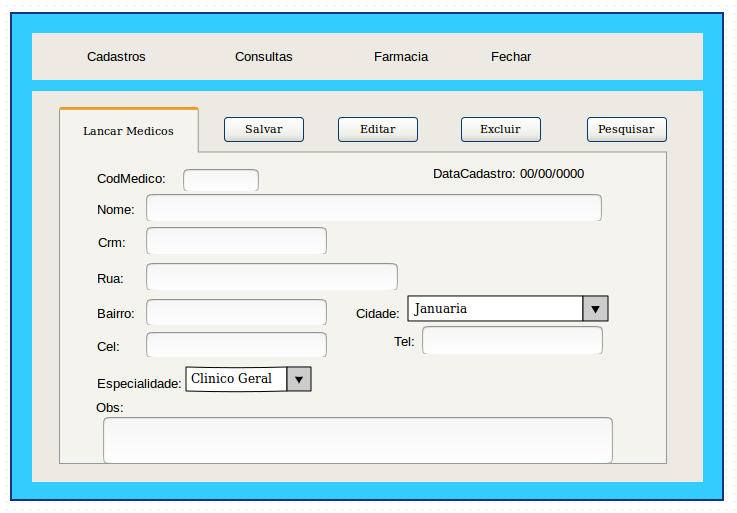 Cadastros Consultas Farmacia Fechar
Lancar Medicos Salvar Editar Excluir Pesquisar
CodMedico: DataCadastro: 00/00/0000
Nome:
Crm:
Rua:
Bairro: Cidade: Januaria
Cel: Tel:
Especialidade: Clinico Geral
Obs: